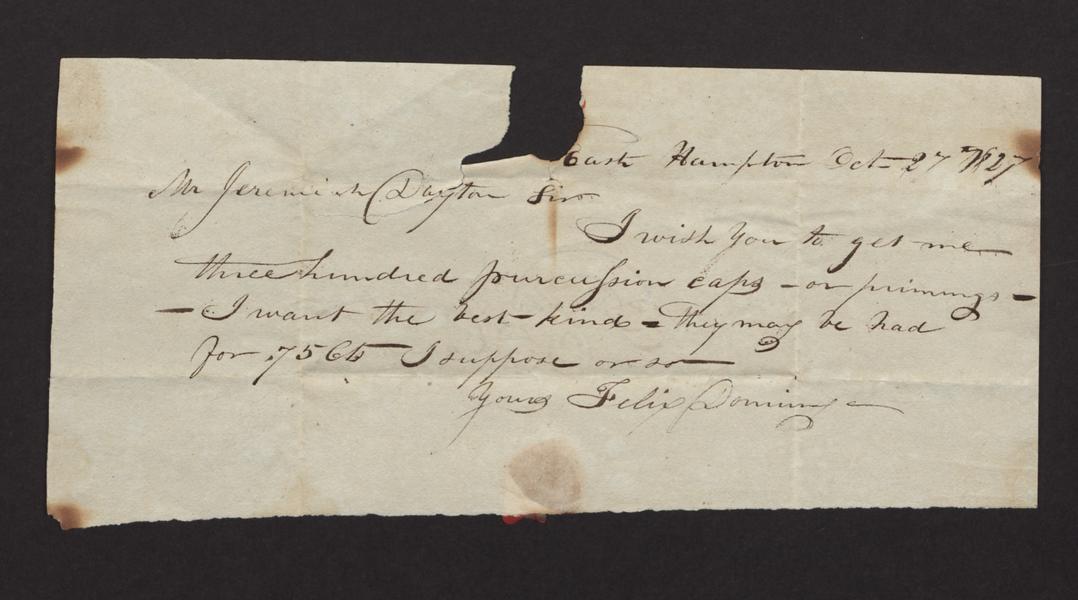 East Hampton Oct 27 1827
Mr Jeremiah Dayton Sir
I wish you to get me
three hundred purcussion caps - or primings -
- I want the best - kind - They may be had
for .75 Cts I suppose or so -
Yours Felix Dominy